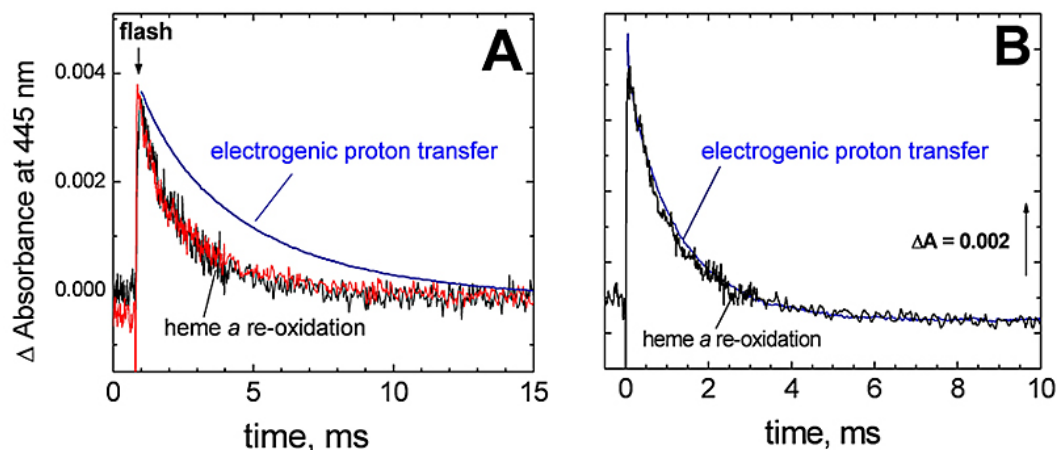 flash
A
0.004
0.002
0.000
Δ Absorbance at 445 nm
electrogenic proton transfer
heme a re-oxidation
0 5 10 15
time, ms
B
electrogenic proton transfer
ΔA = 0.002
heme a re-oxidation
0 2 4 6 8 10
time, ms